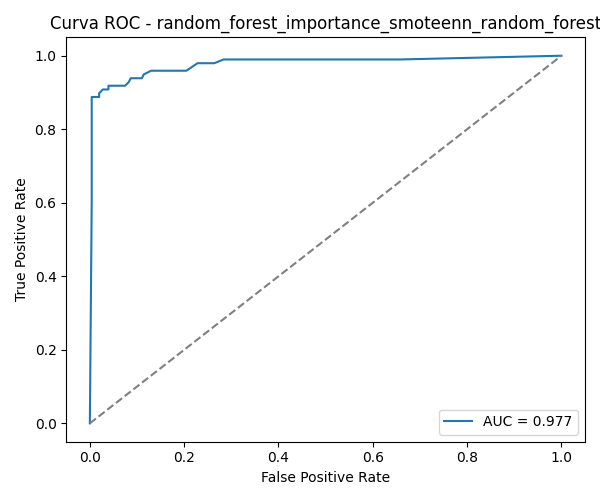 Curva ROC - random_forest_importance_smoteenn_random_forest
1.0
0.8
0.6
0.4
0.2
0.0
True Positive Rate
AUC = 0.977
0.0 0.2 0.4 0.6 0.8 1.0
False Positive Rate